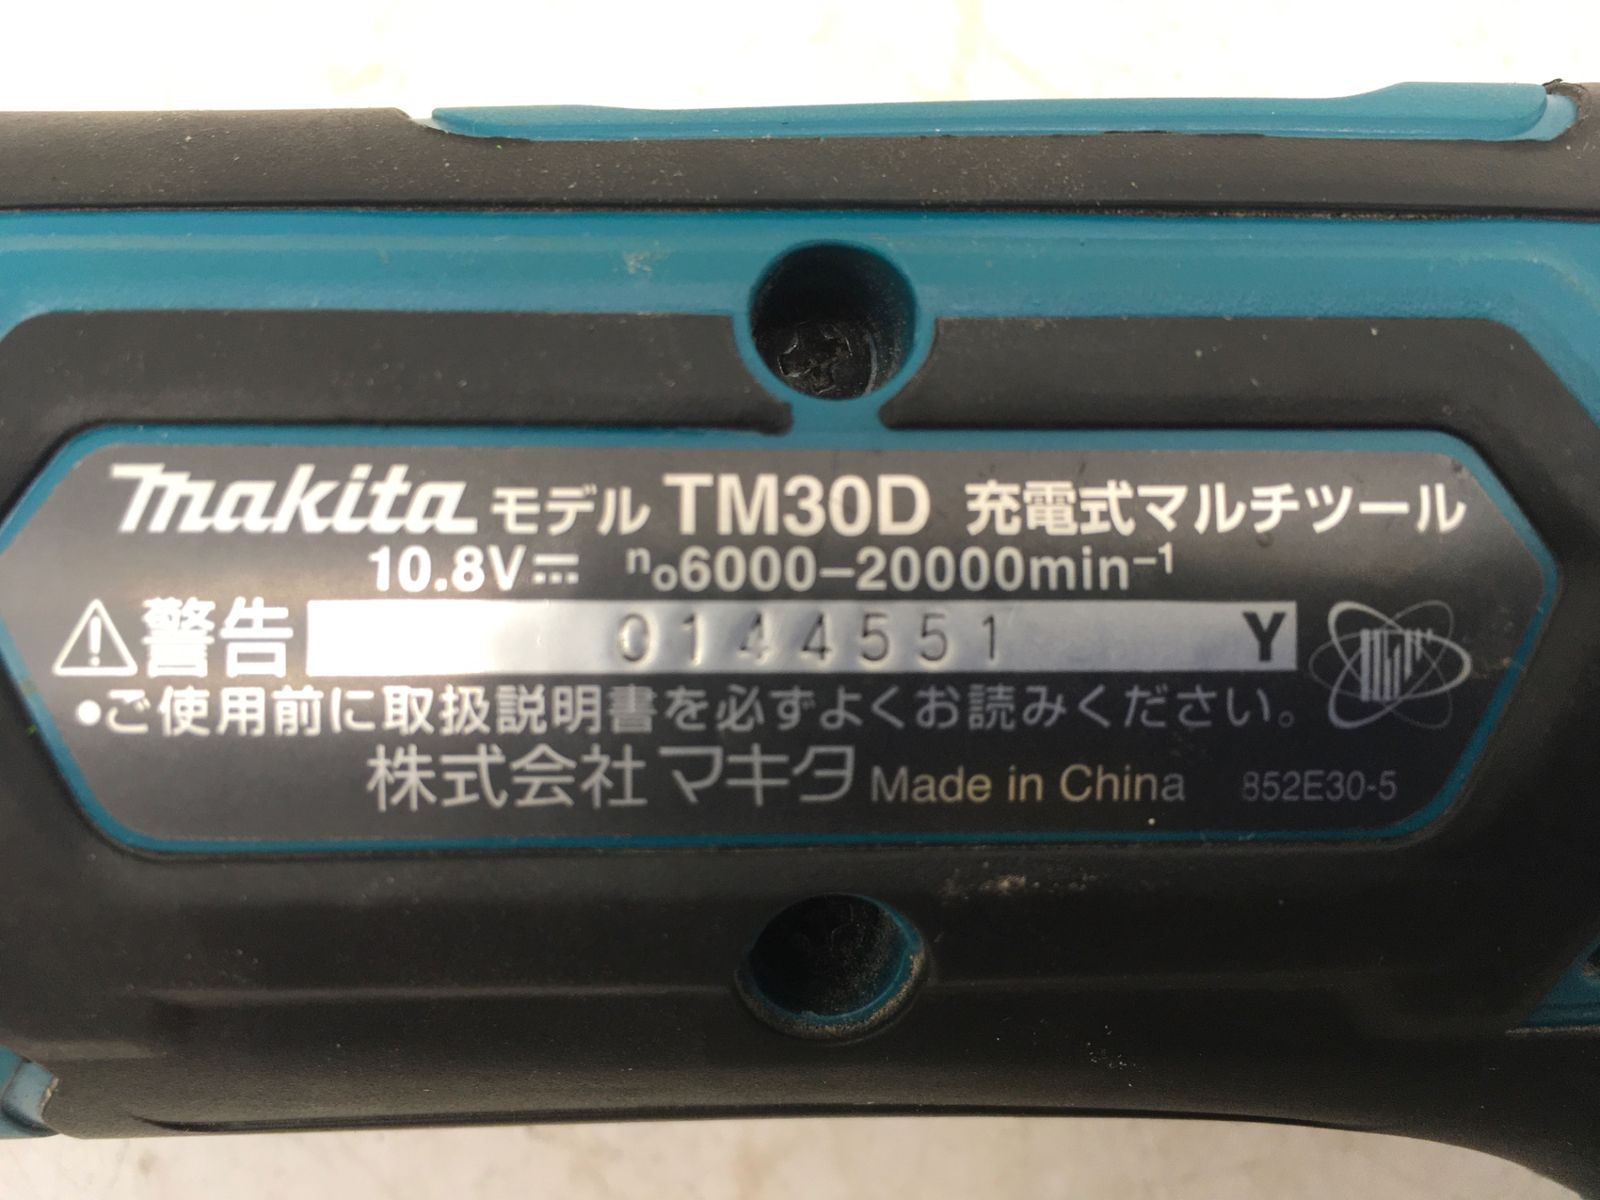 makita モデル TM30D 充電式マルチツール
10.8V⎓ n₀6000–20000min⁻¹
⚠警告 0144551 Y
●ご使用前に取扱説明書を必ずよくお読みください。
株式会社マキタ Made in China 852E30-5